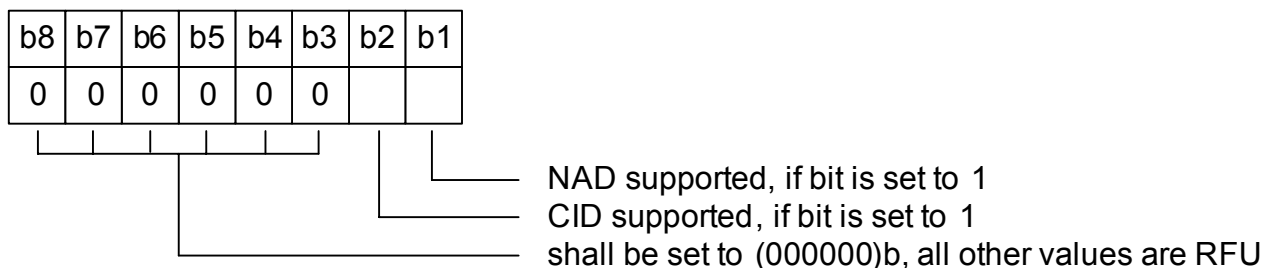 b8 b7 b6 b5 b4 b3 b2 b1
0 0 0 0 0 0
NAD supported, if bit is set to 1
CID supported, if bit is set to 1
shall be set to (000000)b, all other values are RFU